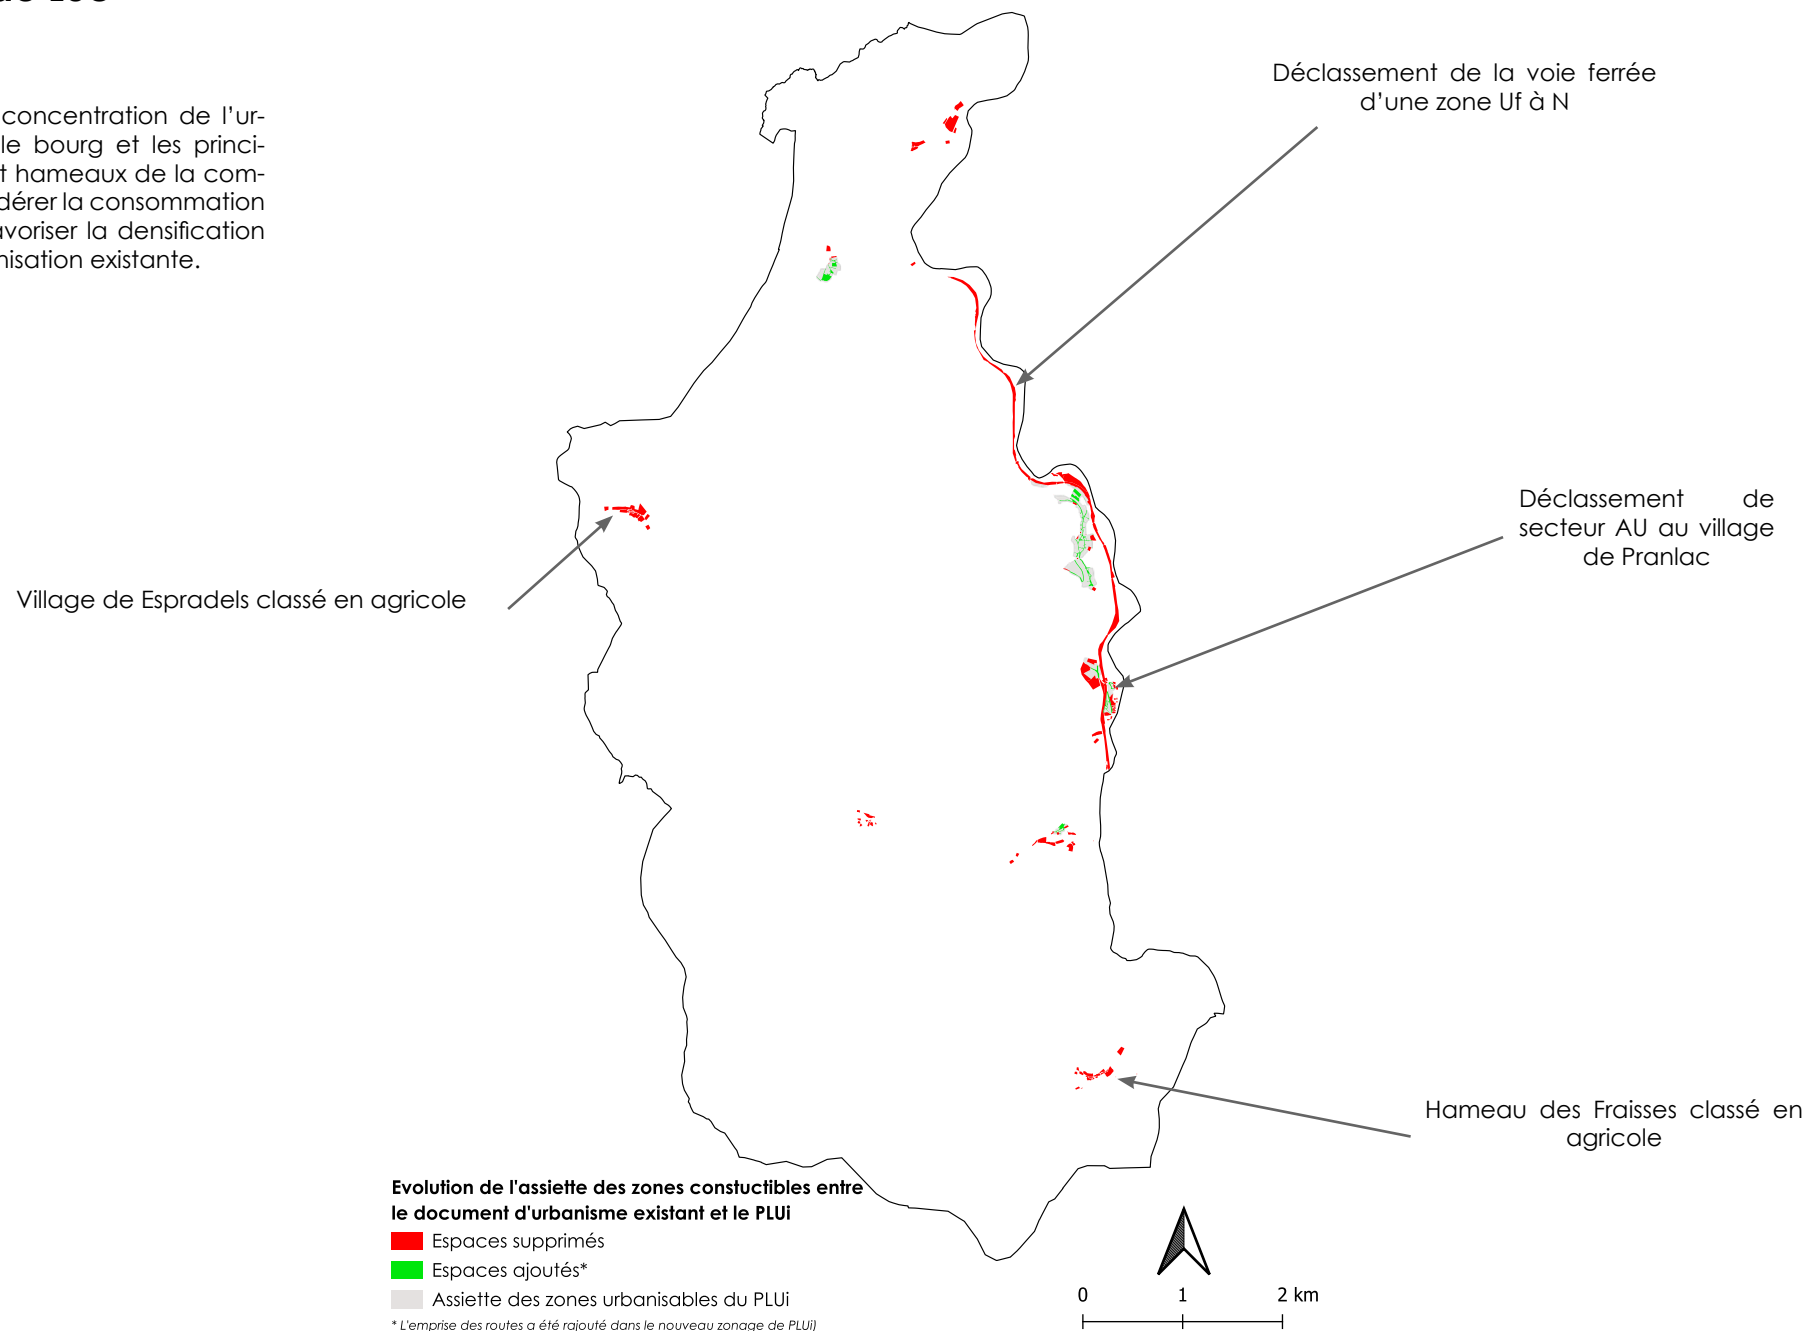 concentration de l'ur-
le bourg et les princi-
t hameaux de la com-
dérer la consommation
avoriser la densification
nisation existante.
Déclassement de la voie ferrée
d'une zone Uf à N
Déclassement de
secteur AU au village
de Pranlac
Village de Espradels classé en agricole
Hameau des Fraisses classé en
agricole
Evolution de l'assiette des zones constuctibles entre
le document d'urbanisme existant et le PLUi
Espaces supprimés
Espaces ajoutés*
Assiette des zones urbanisables du PLUi
* L'emprise des routes a été rajouté dans le nouveau zonage de PLUi)
0 1 2 km